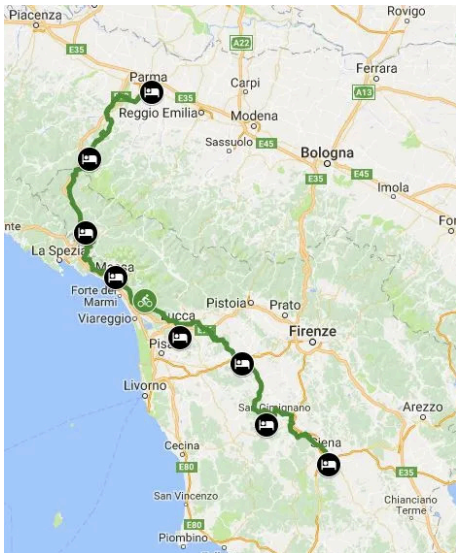 Piacenza
Rovigo
A22
Parma
Ferrara
Carpi
E35
A13
Reggio Emilia
Modena
Sassuolo
E45
Bologna
E35
E45
Imola
La Spezia
Forte dei
Marmi
Pistoia
Prato
Viareggio
Firenze
Livorno
San Gimignano
Arezzo
Siena
Cecina
E80
E35
San Vincenzo
Chianciano
Terme
E80
Piombino